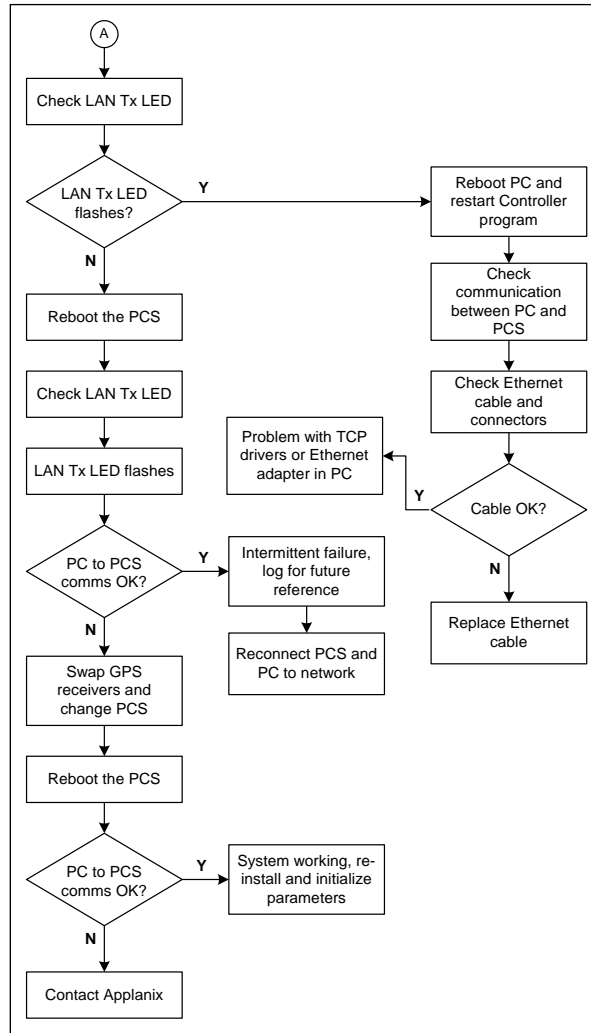 A
Check LAN Tx LED
LAN Tx LED
flashes?
Y
N
Reboot the PCS
Check LAN Tx LED
LAN Tx LED flashes
PC to PCS
comms OK?
Y
N
Intermittent failure,
log for future
reference
Reconnect PCS and
PC to network
Swap GPS
receivers and
change PCS
Reboot the PCS
PC to PCS
comms OK?
Y
N
System working, re-
install and initialize
parameters
Contact Applanix
Reboot PC and
restart Controller
program
Check
communication
between PC and
PCS
Check Ethernet
cable and
connectors
Cable OK?
Y
N
Problem with TCP
drivers or Ethernet
adapter in PC
Replace Ethernet
cable